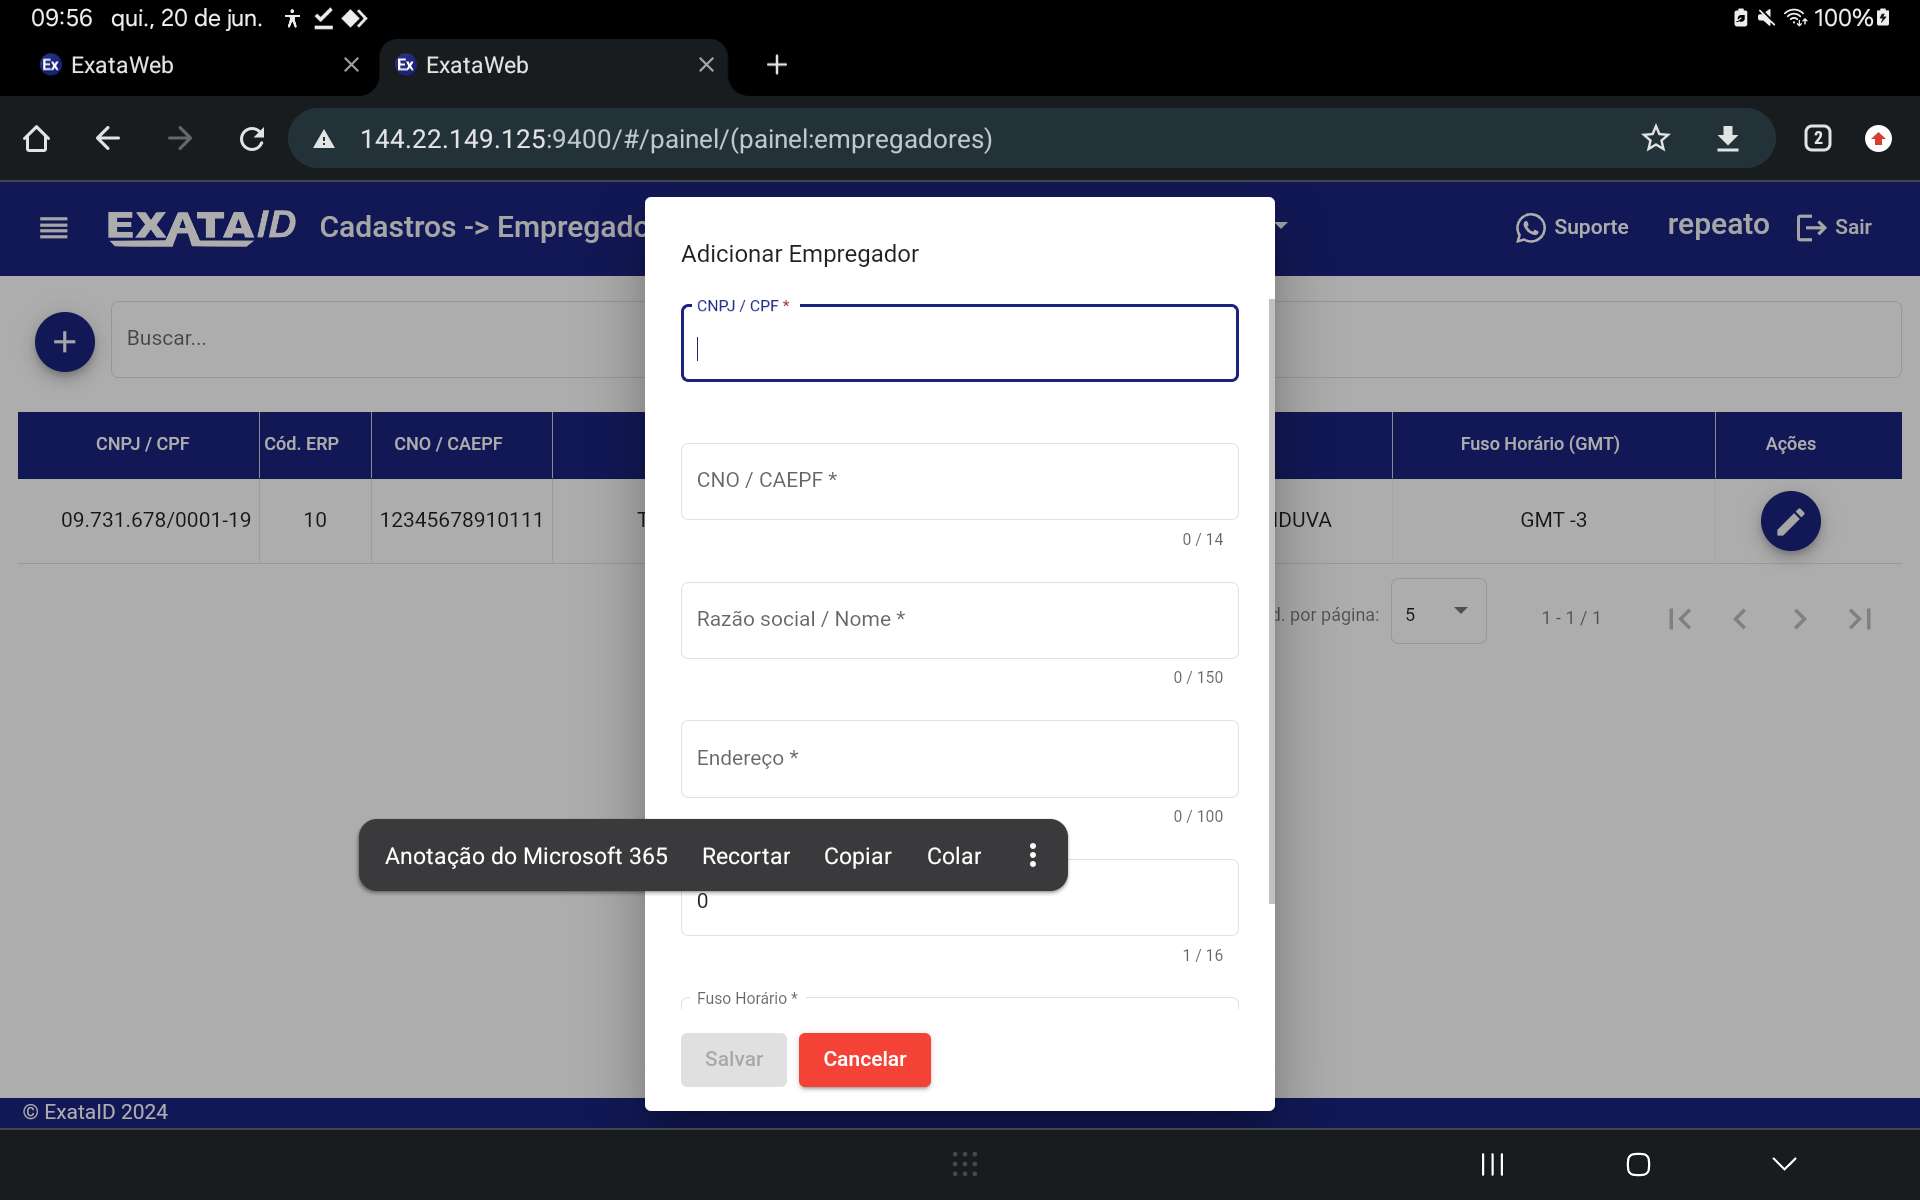 09:56 qui., 20 de jun. 100%
Ex ExataWeb Ex ExataWeb
144.22.149.125:9400/#/painel/(painel:empregadores) 2
EXATAID Cadastros -> Empregado Suporte repeato Sair
Adicionar Empregador
CNPJ / CPF *
Buscar...
CNPJ / CPF Cód. ERP CNO / CAEPF Fuso Horário (GMT) Ações
CNO / CAEPF *
09.731.678/0001-19 10 12345678910111 T IDUVA GMT -3
0 / 14
Razão social / Nome *
d. por página: 5 1 - 1 / 1
0 / 150
Endereço *
0 / 100
Anotação do Microsoft 365 Recortar Copiar Colar
0
1 / 16
Fuso Horário *
Salvar Cancelar
© ExataID 2024